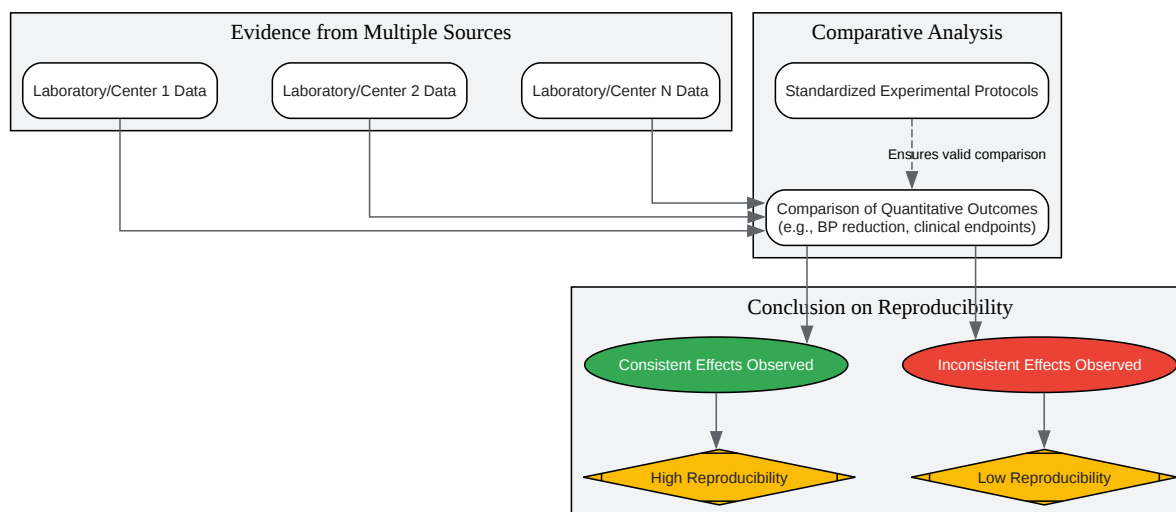 Evidence from Multiple Sources
Laboratory/Center 1 Data
Laboratory/Center 2 Data
Laboratory/Center N Data
Comparative Analysis
Standardized Experimental Protocols
Ensures valid comparison
Comparison of Quantitative Outcomes
(e.g., BP reduction, clinical endpoints)
Conclusion on Reproducibility
Consistent Effects Observed
Inconsistent Effects Observed
High Reproducibility
Low Reproducibility